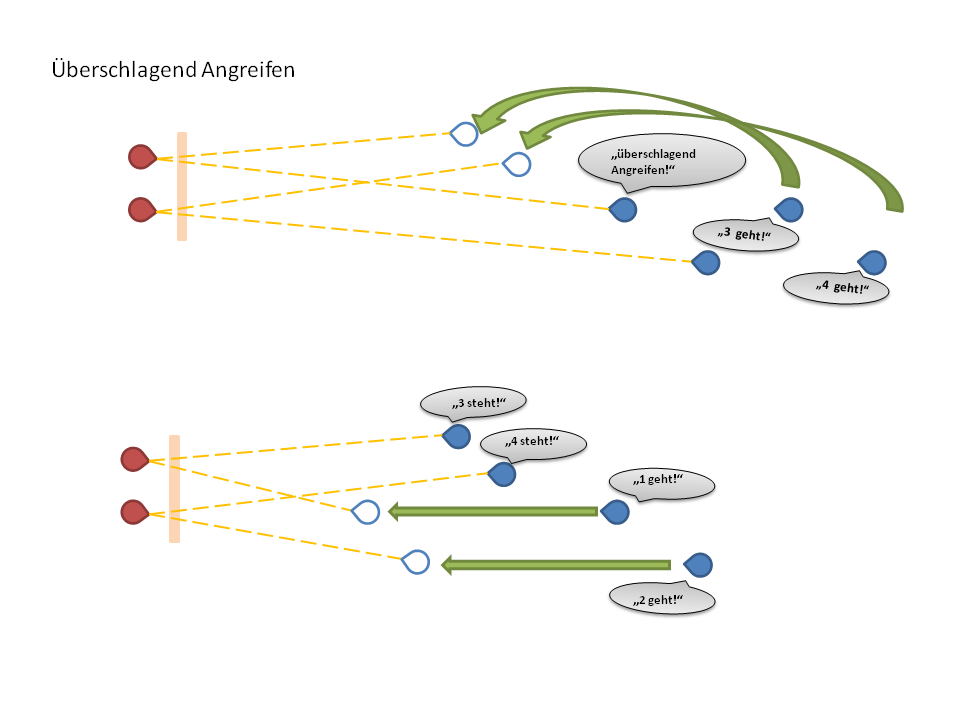 Überschlagend Angreifen
„überschlagend
Angreifen!“
„3 geht!“
„4 geht!“
„3 steht!“
„4 steht!“
„1 geht!“
„2 geht!“